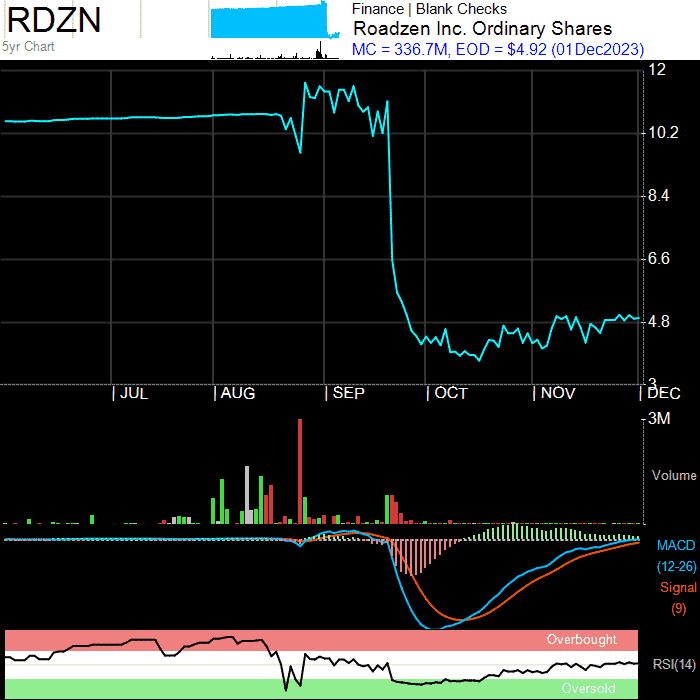 RDZN
5yr Chart
Finance | Blank Checks
Roadzen Inc. Ordinary Shares
MC = 336.7M, EOD = $4.92 (01Dec2023)
12
10.2
8.4
6.6
4.8
3
JUL AUG SEP OCT NOV DEC
3M
Volume
MACD
(12-26)
Signal
(9)
Overbought
RSI(14)
Oversold